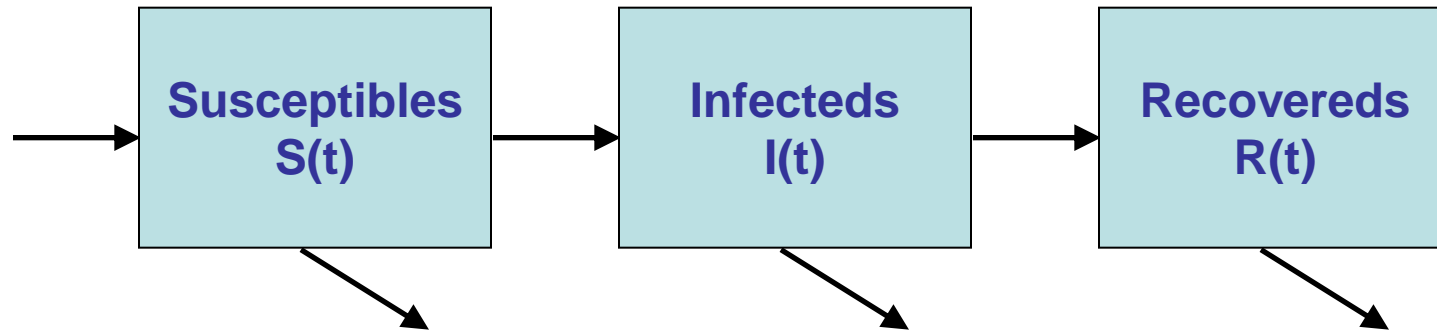 Susceptibles
S(t)
Infecteds
I(t)
Recovereds
R(t)